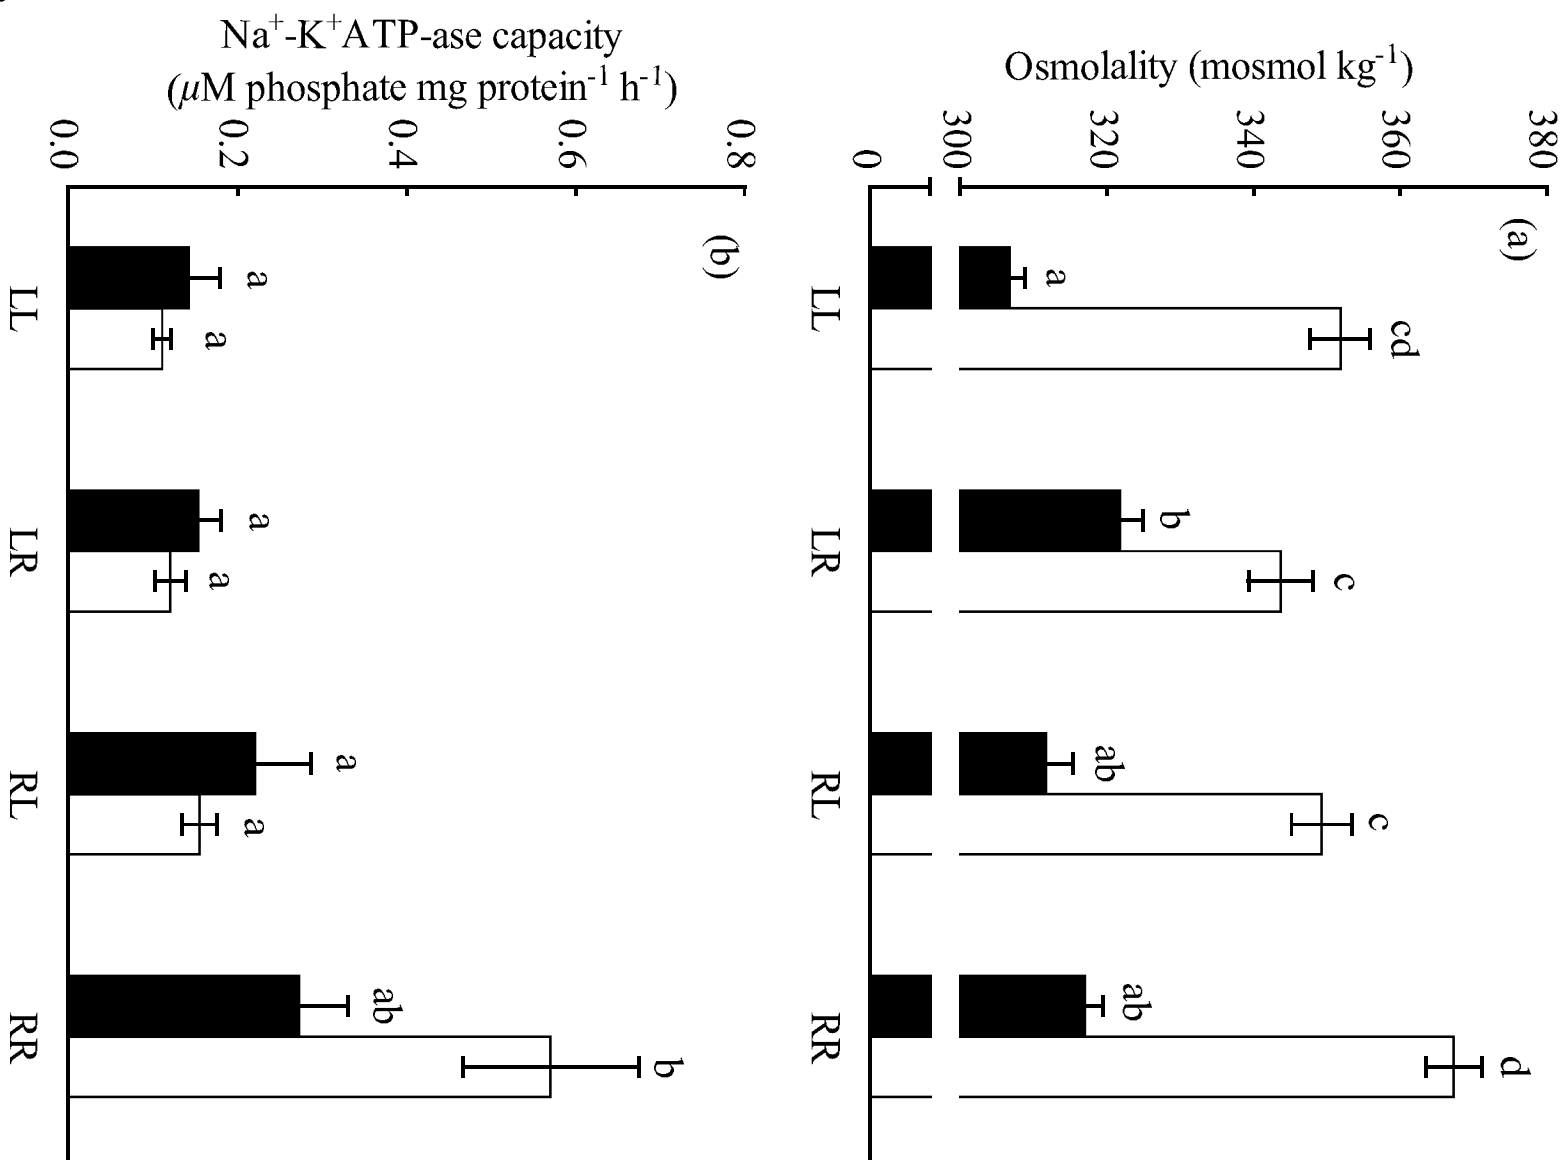 Osmolality (mosmol kg⁻¹)
380
360
340
320
300
0
(a)
a
cd
b
c
ab
c
ab
d
LL
LR
RL
RR
Na⁺-K⁺ATP-ase capacity
(μM phosphate mg protein⁻¹ h⁻¹)
0.8
0.6
0.4
0.2
0.0
(b)
a
a
a
a
a
a
ab
b
LL
LR
RL
RR